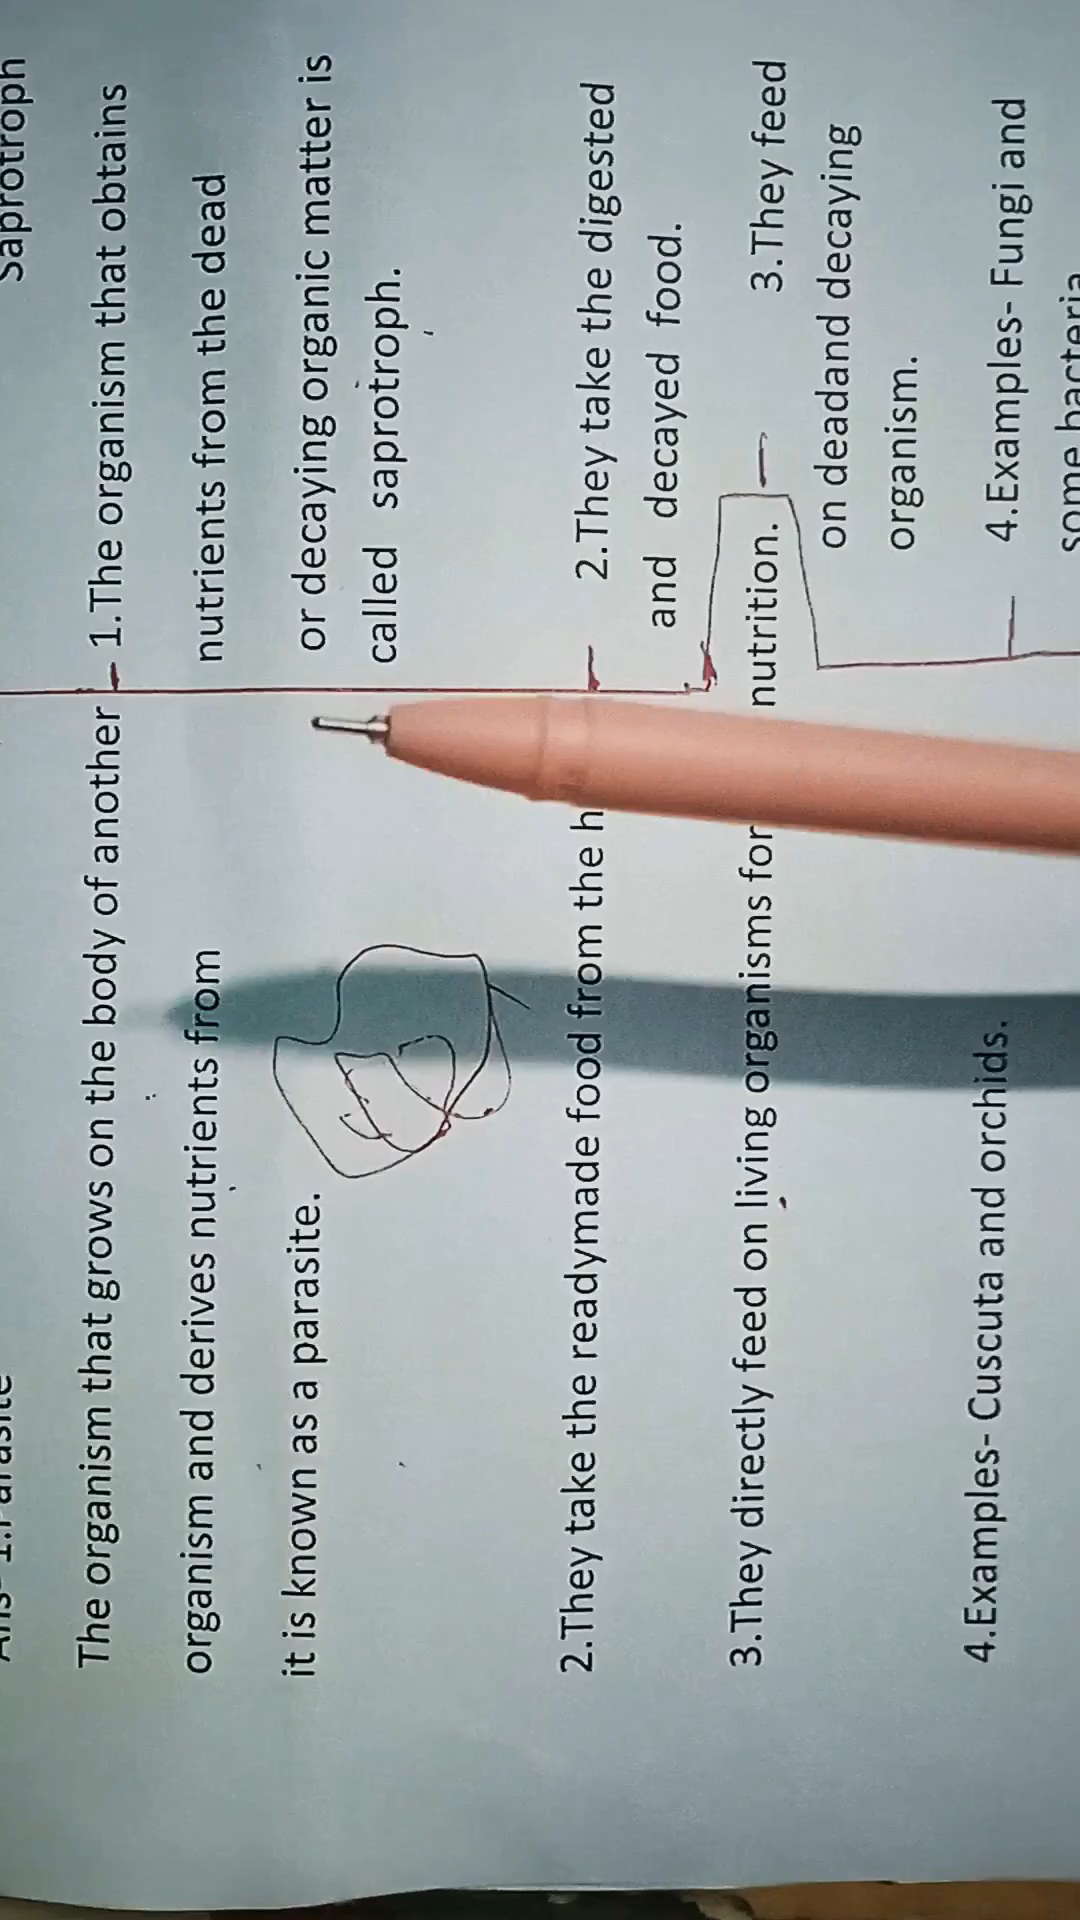 Ans- 1.Parasite
Saprotroph
The organism that grows on the body of another
organism and derives nutrients from
it is known as a parasite.
2.They take the readymade food from the
3.They directly feed on living organisms for nutrition.
4.Examples- Cuscuta and orchids.
1.The organism that obtains
nutrients from the dead
or decaying organic matter is
called saprotroph.
2.They take the digested
and decayed food.
3.They feed
on deadand decaying
organism.
4.Examples- Fungi and
some bacteria